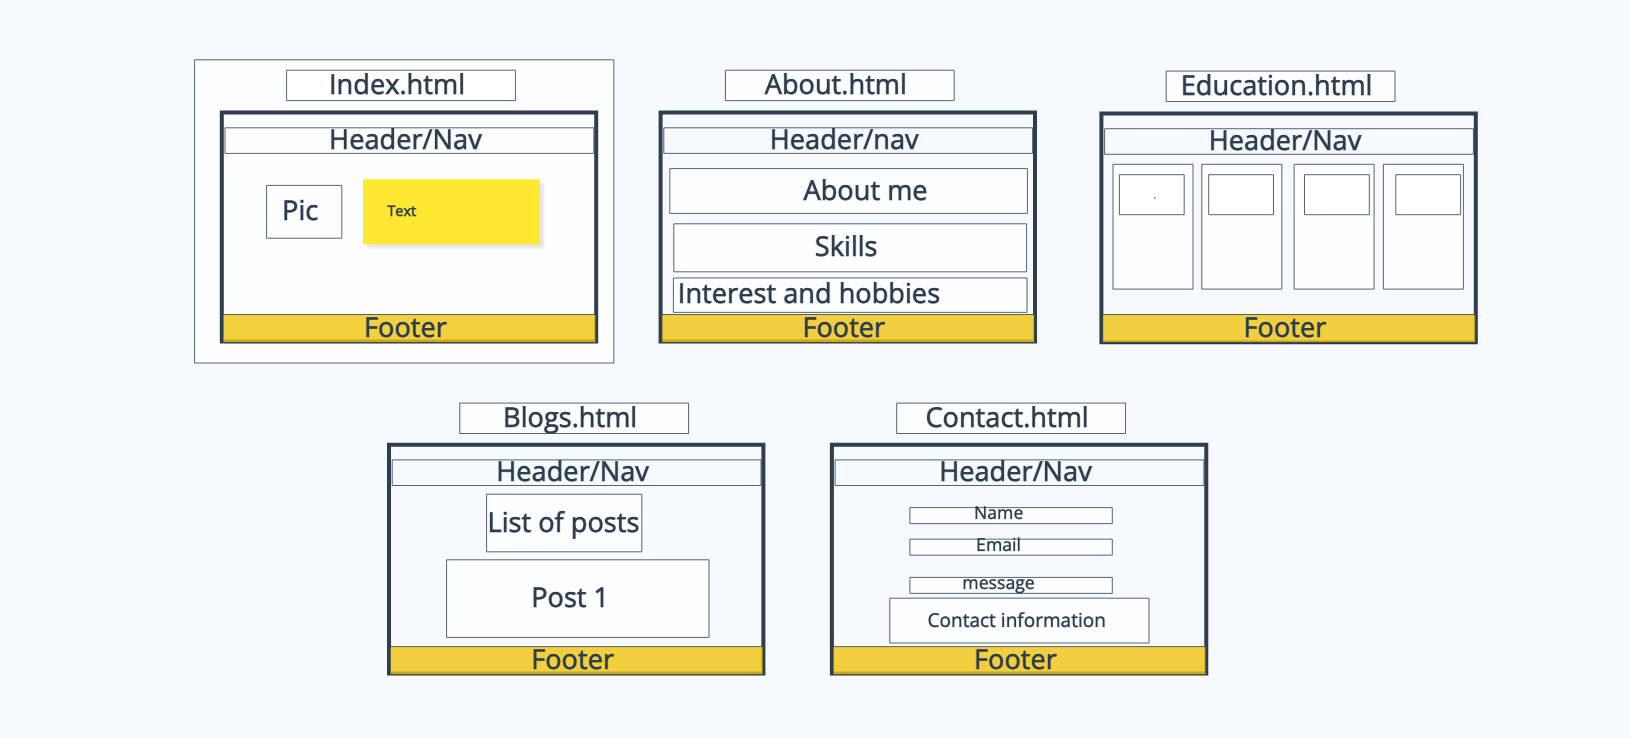 Index.html
Header/Nav
Pic
Text
Footer
About.html
Header/nav
About me
Skills
Interest and hobbies
Footer
Education.html
Header/Nav
.
Footer
Blogs.html
Header/Nav
List of posts
Post 1
Footer
Contact.html
Header/Nav
Name
Email
message
Contact information
Footer